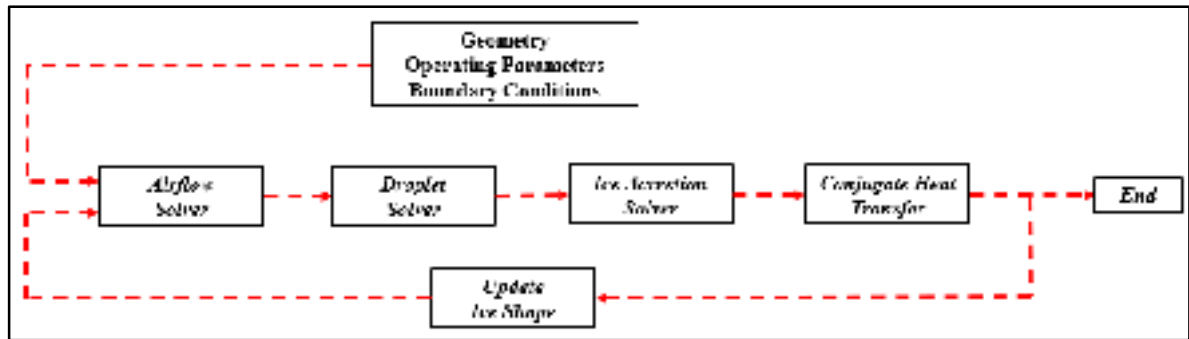 Geometry
Operating Parameters
Boundary Conditions
Airflow
Solver
Droplet
Solver
Ice Accretion
Solver
Conjugate Heat
Transfer
End
Update
Ice Shape